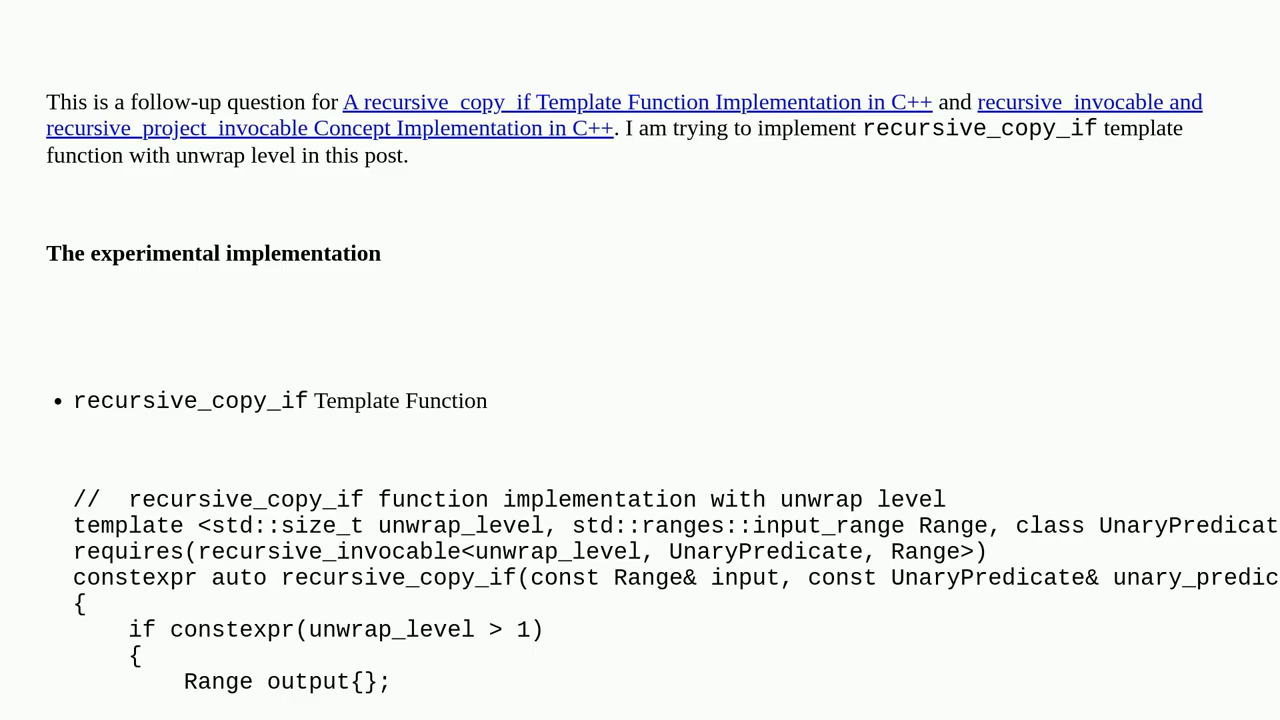 This is a follow-up question for A recursive_copy_if Template Function Implementation in C++ and recursive_invocable and
recursive_project_invocable Concept Implementation in C++. I am trying to implement recursive_copy_if template
function with unwrap level in this post.
The experimental implementation
• recursive_copy_if Template Function
//  recursive_copy_if function implementation with unwrap level
template <std::size_t unwrap_level, std::ranges::input_range Range, class UnaryPredicat
requires(recursive_invocable<unwrap_level, UnaryPredicate, Range>)
constexpr auto recursive_copy_if(const Range& input, const UnaryPredicate& unary_predic
{
    if constexpr(unwrap_level > 1)
    {
        Range output{};